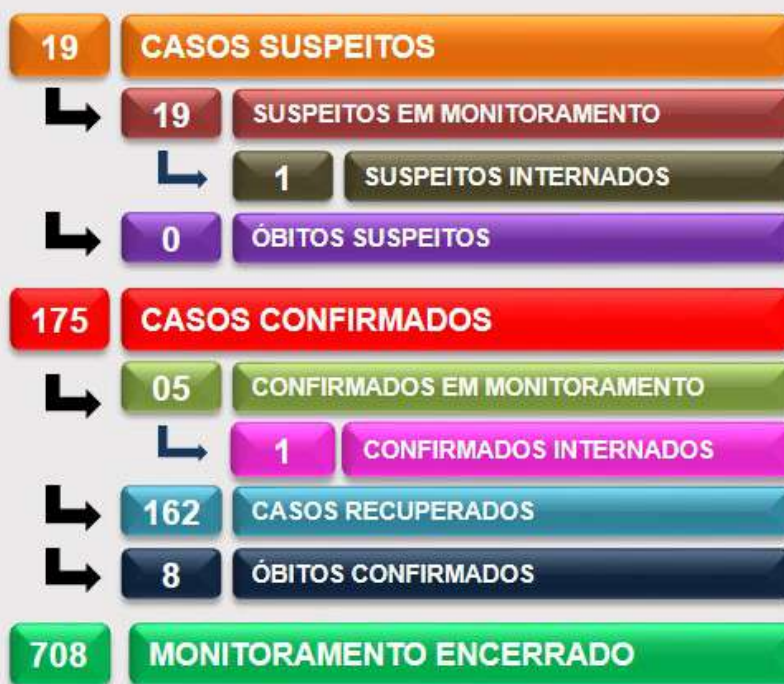 19 CASOS SUSPEITOS
19 SUSPEITOS EM MONITORAMENTO
1 SUSPEITOS INTERNADOS
0 ÓBITOS SUSPEITOS
175 CASOS CONFIRMADOS
05 CONFIRMADOS EM MONITORAMENTO
1 CONFIRMADOS INTERNADOS
162 CASOS RECUPERADOS
8 ÓBITOS CONFIRMADOS
708 MONITORAMENTO ENCERRADO